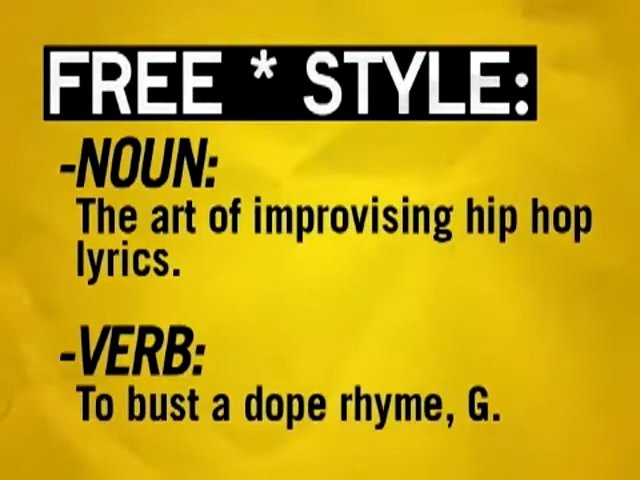 FREE * STYLE:
-NOUN:
The art of improvising hip hop
lyrics.
-VERB:
To bust a dope rhyme, G.